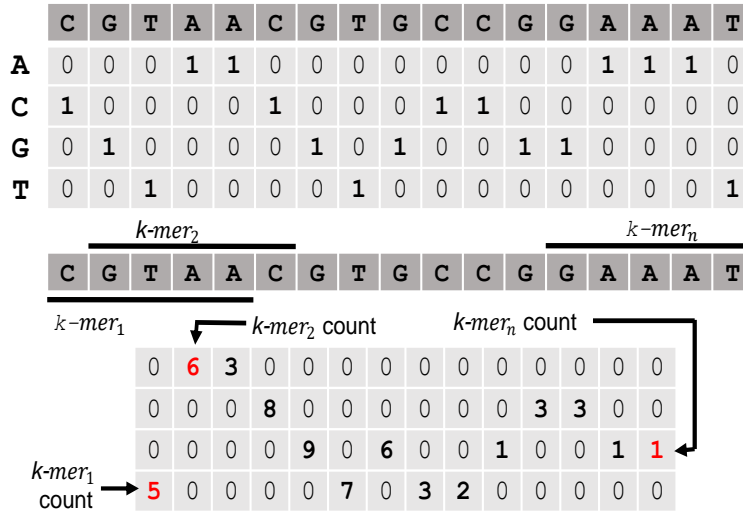 C G T A A C G T G C C G G A A A T
A 0 0 0 1 1 0 0 0 0 0 0 0 0 1 1 1 0
C 1 0 0 0 0 1 0 0 0 1 1 0 0 0 0 0 0
G 0 1 0 0 0 0 1 0 1 0 0 1 1 0 0 0 0
T 0 0 1 0 0 0 0 1 0 0 0 0 0 0 0 0 1
k-mer₂ k-merₙ
C G T A A C G T G C C G G A A A T
k-mer₁ k-mer₂ count k-merₙ count
0 6 3 0 0 0 0 0 0 0 0 0 0 0
0 0 0 8 0 0 0 0 0 0 3 3 0 0
0 0 0 0 9 0 6 0 0 1 0 0 1 1
k-mer₁
count
5 0 0 0 0 7 0 3 2 0 0 0 0 0